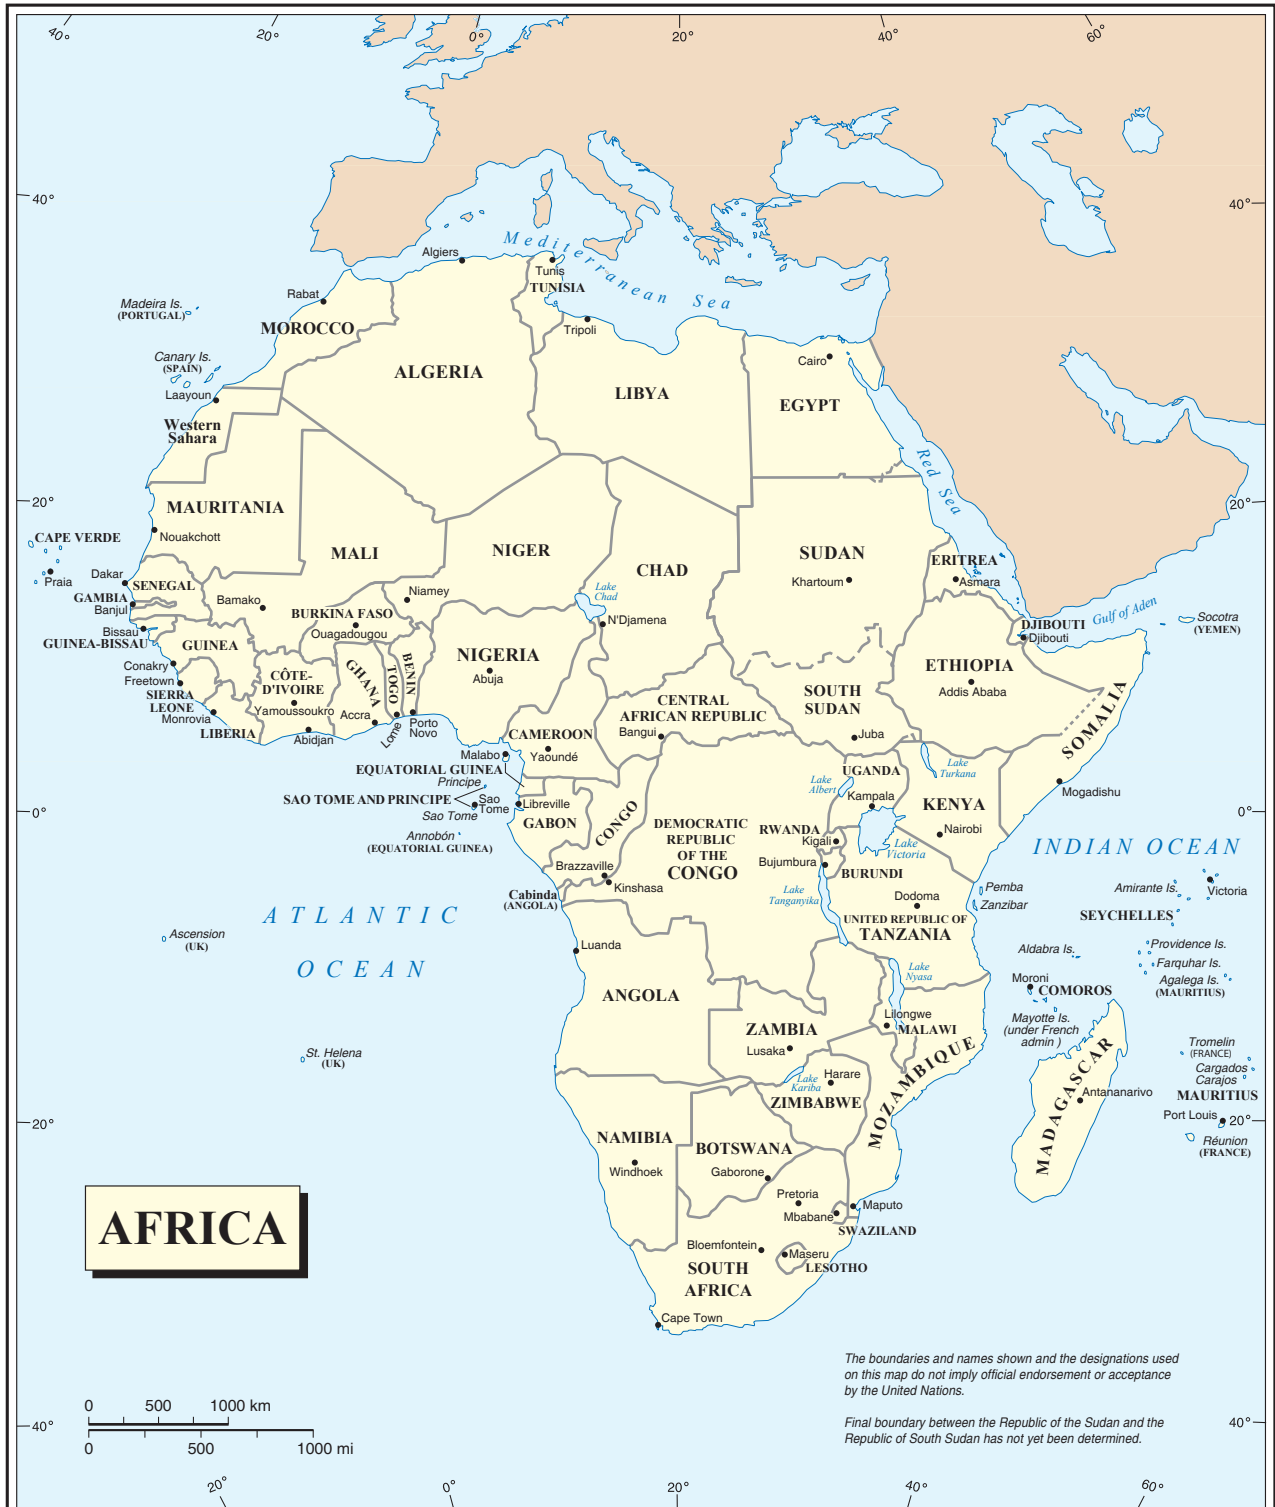 40°
20°
0°
20°
40°
60°
40°
40°
Mediterranean Sea
Algiers
Tunis
TUNISIA
Rabat
Madeira Is.
(PORTUGAL)
MOROCCO
Tripoli
Canary Is.
(SPAIN)
Cairo
ALGERIA
LIBYA
EGYPT
Laayoun
Western
Sahara
Red Sea
20°
20°
MAURITANIA
Nouakchott
CAPE VERDE
Praia
MALI
NIGER
CHAD
SUDAN
Khartoum
ERITREA
Asmara
Dakar
SENEGAL
GAMBIA
Banjul
Bamako
Niamey
Lake
Chad
N'Djamena
BURKINA FASO
Ouagadougou
Gulf of Aden
Socotra
(YEMEN)
DJIBOUTI
Djibouti
Bissau
GUINEA-BISSAU
GUINEA
NIGERIA
Abuja
BENIN
TOGO
GHANA
CÔTE-
D'IVOIRE
Yamoussoukro
Conakry
Freetown
SIERRA
LEONE
Monrovia
LIBERIA
Abidjan
Accra
Lome
Porto
Novo
ETHIOPIA
Addis Ababa
SOUTH
SUDAN
Juba
CENTRAL
AFRICAN REPUBLIC
Bangui
SOMALIA
CAMEROON
Yaoundé
Malabo
EQUATORIAL GUINEA
Principe
SAO TOME AND PRINCIPE
Sao
Tome
Sao Tome
Libreville
GABON
CONGO
Annobón
(EQUATORIAL GUINEA)
Lake
Turkana
UGANDA
Lake
Albert
Kampala
KENYA
Nairobi
Mogadishu
0°
0°
DEMOCRATIC
REPUBLIC
OF THE
CONGO
RWANDA
Kigali
Lake
Victoria
Bujumbura
BURUNDI
INDIAN OCEAN
Brazzaville
Kinshasa
Cabinda
(ANGOLA)
Lake
Tanganyika
Dodoma
UNITED REPUBLIC OF
TANZANIA
Pemba
Zanzibar
Amirante Is.
Victoria
SEYCHELLES
ATLANTIC
OCEAN
Ascension
(UK)
Luanda
Aldabra Is.
Providence Is.
Farquhar Is.
Agalega Is.
(MAURITIUS)
Lake
Nyasa
Moroni
COMOROS
ANGOLA
Mayotte Is.
(under French
admin )
ZAMBIA
Lusaka
Lilongwe
MALAWI
St. Helena
(UK)
Lake
Kariba
Harare
ZIMBABWE
MOZAMBIQUE
MADAGASCAR
Antananarivo
Tromelin
(FRANCE)
Cargados
Carajos
MAURITIUS
Port Louis
20°
20°
Réunion
(FRANCE)
NAMIBIA
Windhoek
BOTSWANA
Gaborone
Pretoria
Mbabane
Maputo
SWAZILAND
AFRICA
Bloemfontein
Maseru
LESOTHO
SOUTH
AFRICA
Cape Town
The boundaries and names shown and the designations used
on this map do not imply official endorsement or acceptance
by the United Nations.
Final boundary between the Republic of the Sudan and the
Republic of South Sudan has not yet been determined.
0 500 1000 km
0 500 1000 mi
40°
40°
20°
0°
20°
40°
60°